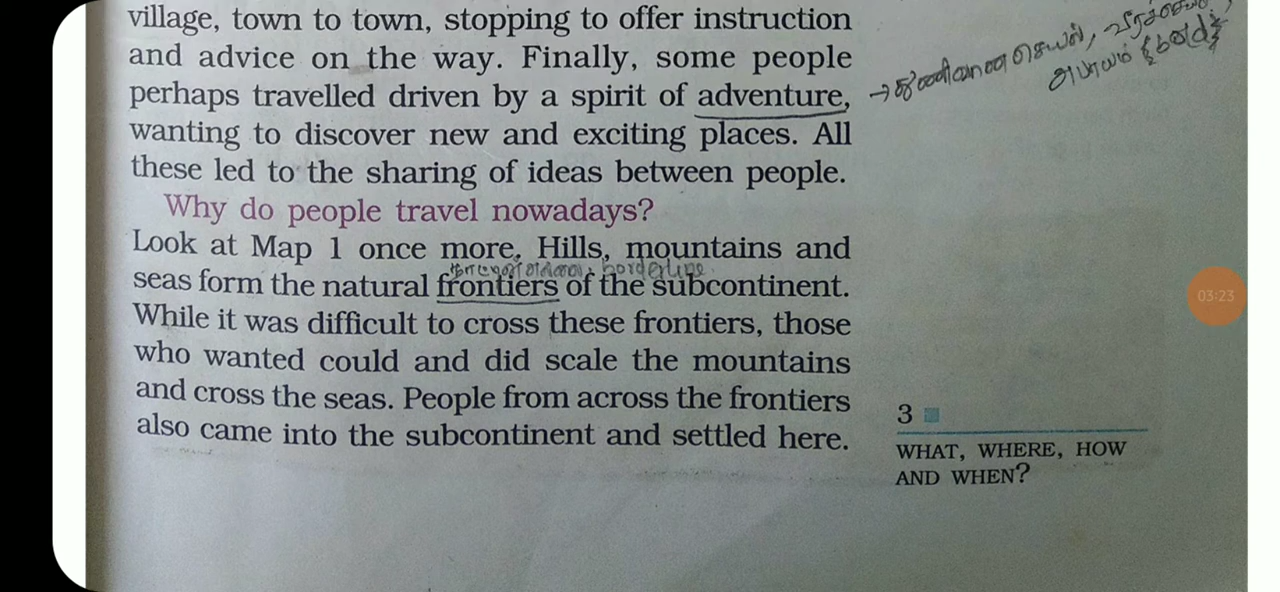 village, town to town, stopping to offer instruction
and advice on the way. Finally, some people
perhaps travelled driven by a spirit of adventure,
→துணிவான செயல்,
அபாயம்
wanting to discover new and exciting places. All
these led to the sharing of ideas between people.
Why do people travel nowadays?
Look at Map 1 once more. Hills, mountains and
borderline
seas form the natural frontiers of the subcontinent.
While it was difficult to cross these frontiers, those
who wanted could and did scale the mountains
and cross the seas. People from across the frontiers
also came into the subcontinent and settled here.
03:23
3
WHAT, WHERE, HOW
AND WHEN?